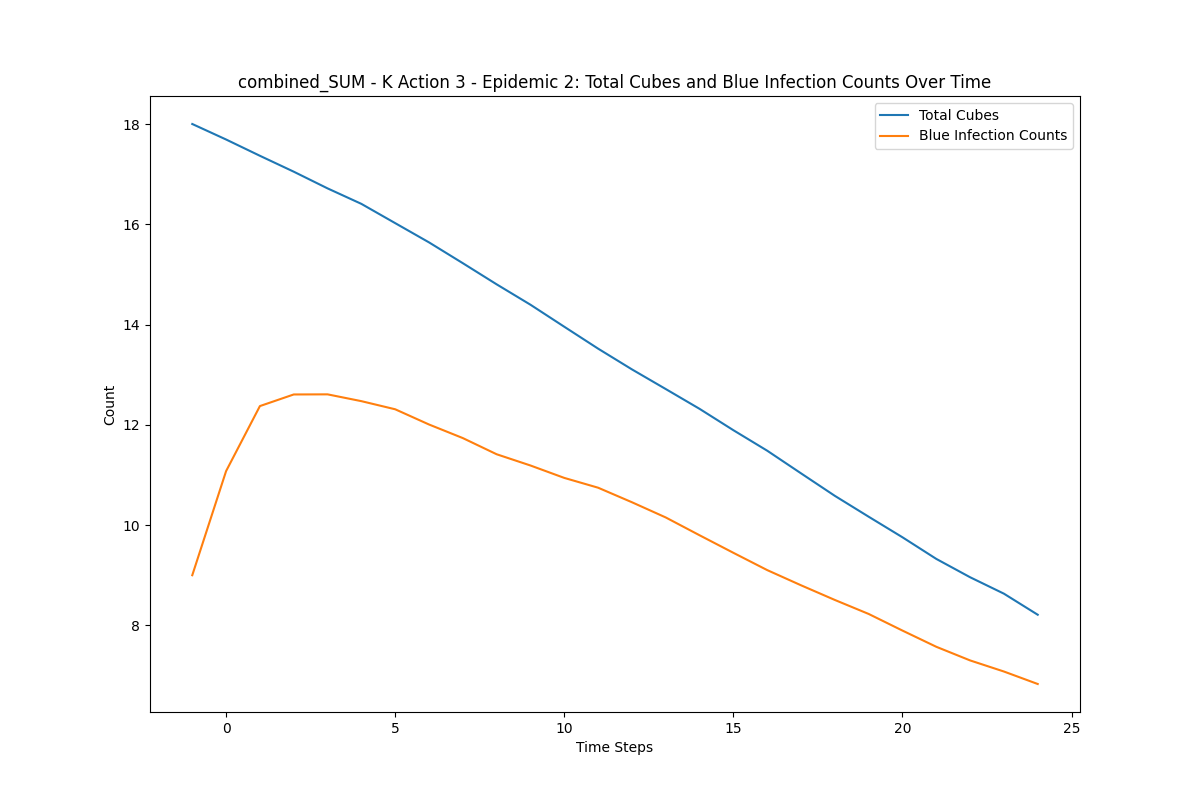 combined_SUM - K Action 3 - Epidemic 2: Total Cubes and Blue Infection Counts Over Time
Total Cubes
Blue Infection Counts
18
16
14
12
10
8
Count
0 5 10 15 20 25
Time Steps